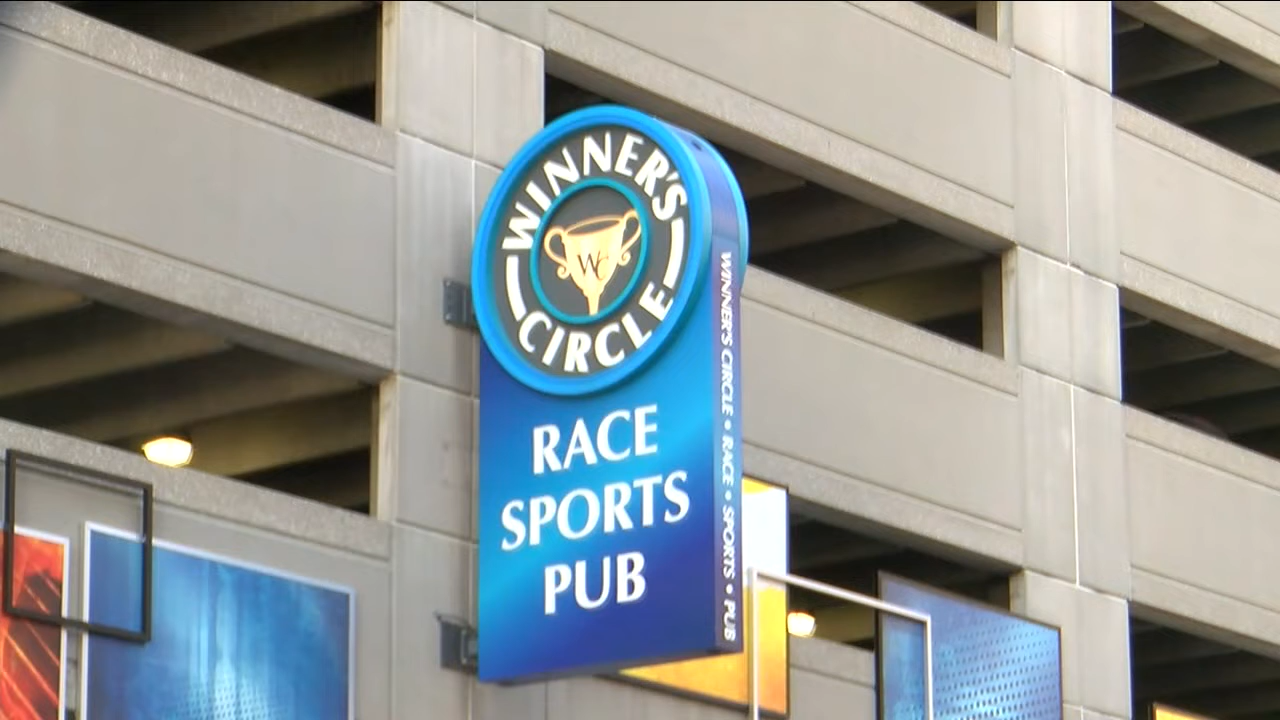 WINNER'S
CIRCLE
WC
RACE
SPORTS
PUB
WINNER'S CIRCLE • RACE • SPORTS • PUB